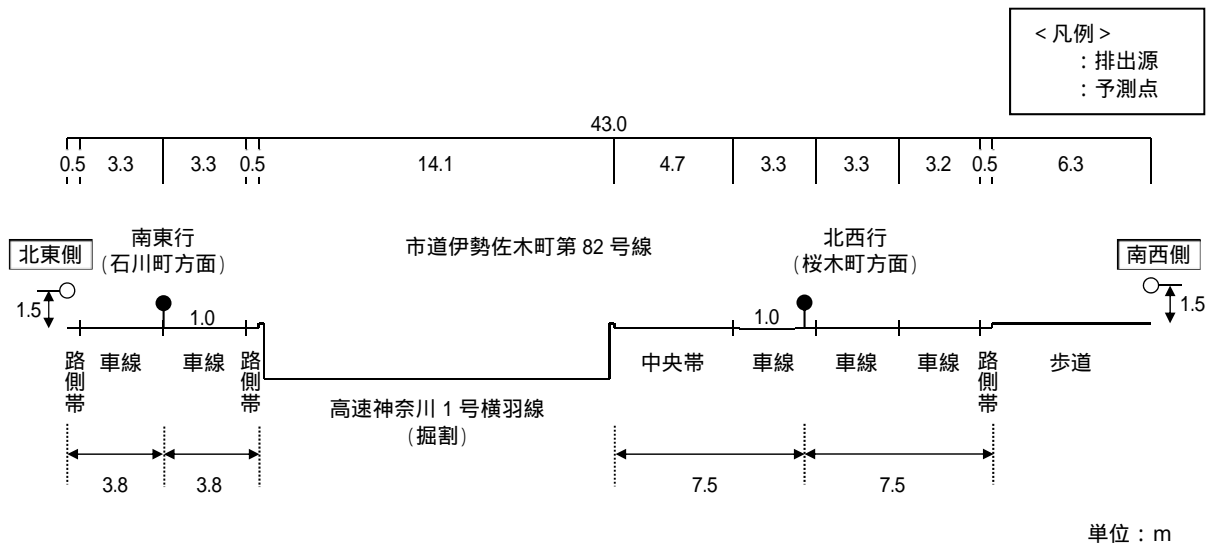 <凡例>
：排出源
：予測点
43.0
0.5 3.3 3.3 0.5 14.1 4.7 3.3 3.3 3.2 0.5 6.3
北東側
南東行
(石川町方面)
市道伊勢佐木町第 82 号線
北西行
(桜木町方面)
南西側
1.5
1.0
1.0
1.5
路側帯
車線
車線
路側帯
中央帯
車線
車線
車線
路側帯
歩道
高速神奈川 1 号横羽線
(掘割)
3.8 3.8 7.5 7.5
単位：m